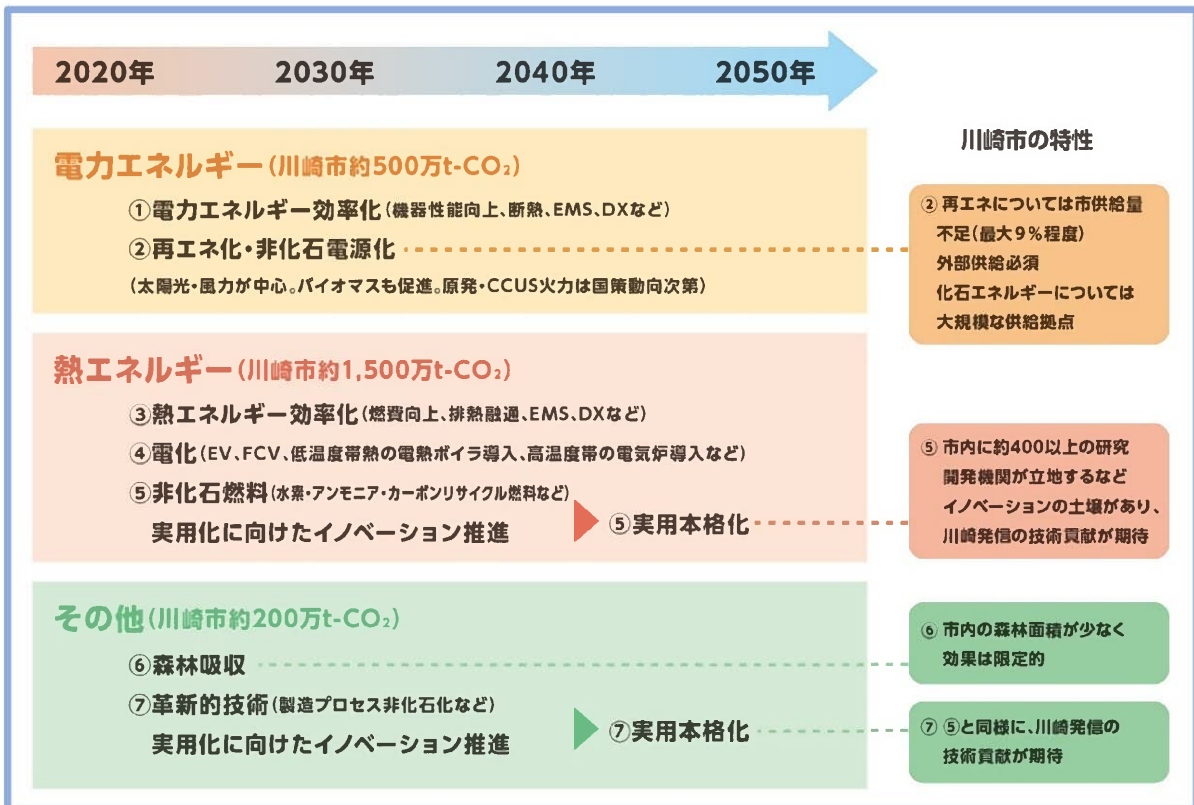 2020年 2030年 2040年 2050年
電力エネルギー(川崎市約500万t-CO₂)
①電力エネルギー効率化(機器性能向上、断熱、EMS、DXなど)
②再エネ化・非化石電源化
(太陽光・風力が中心。バイオマスも促進。原発・CCUS火力は国策動向次第)
熱エネルギー(川崎市約1,500万t-CO₂)
③熱エネルギー効率化(燃費向上、排熱融通、EMS、DXなど)
④電化(EV、FCV、低温度帯熱の電熱ボイラ導入、高温度帯の電気炉導入など)
⑤非化石燃料(水素・アンモニア・カーボンリサイクル燃料など)
実用化に向けたイノベーション推進
⑤実用本格化
その他(川崎市約200万t-CO₂)
⑥森林吸収
⑦革新的技術(製造プロセス非化石化など)
実用化に向けたイノベーション推進
⑦実用本格化
川崎市の特性
② 再エネについては市供給量
不足(最大9%程度)
外部供給必須
化石エネルギーについては
大規模な供給拠点
⑤ 市内に約400以上の研究
開発機関が立地するなど
イノベーションの土壌があり、
川崎発信の技術貢献が期待
⑥ 市内の森林面積が少なく
効果は限定的
⑦ ⑤と同様に、川崎発信の
技術貢献が期待